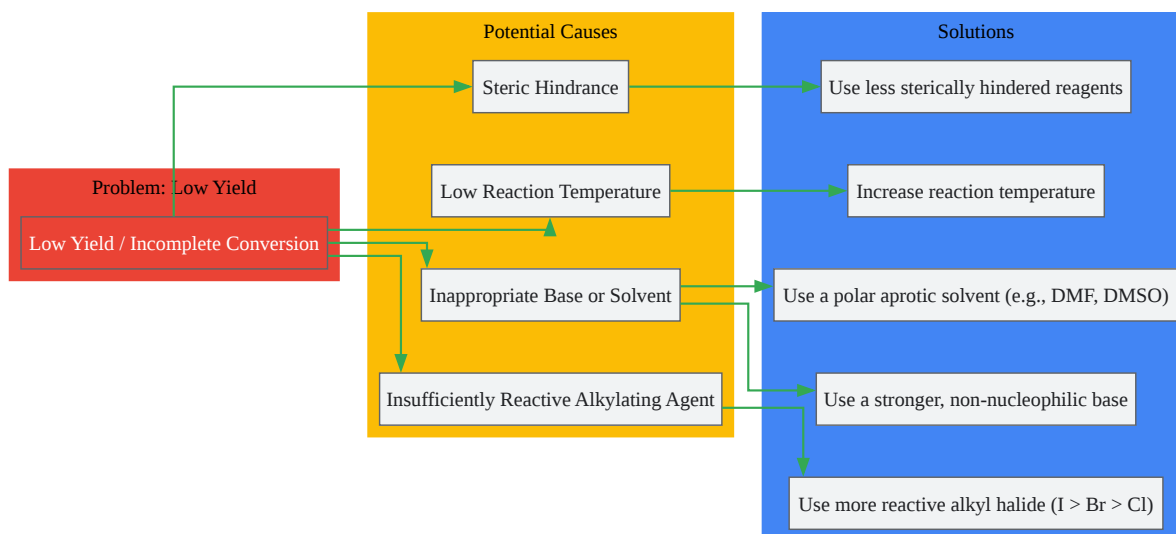 Problem: Low Yield
Low Yield / Incomplete Conversion
Potential Causes
Steric Hindrance
Low Reaction Temperature
Inappropriate Base or Solvent
Insufficiently Reactive Alkylating Agent
Solutions
Use less sterically hindered reagents
Increase reaction temperature
Use a polar aprotic solvent (e.g., DMF, DMSO)
Use a stronger, non-nucleophilic base
Use more reactive alkyl halide (I > Br > Cl)